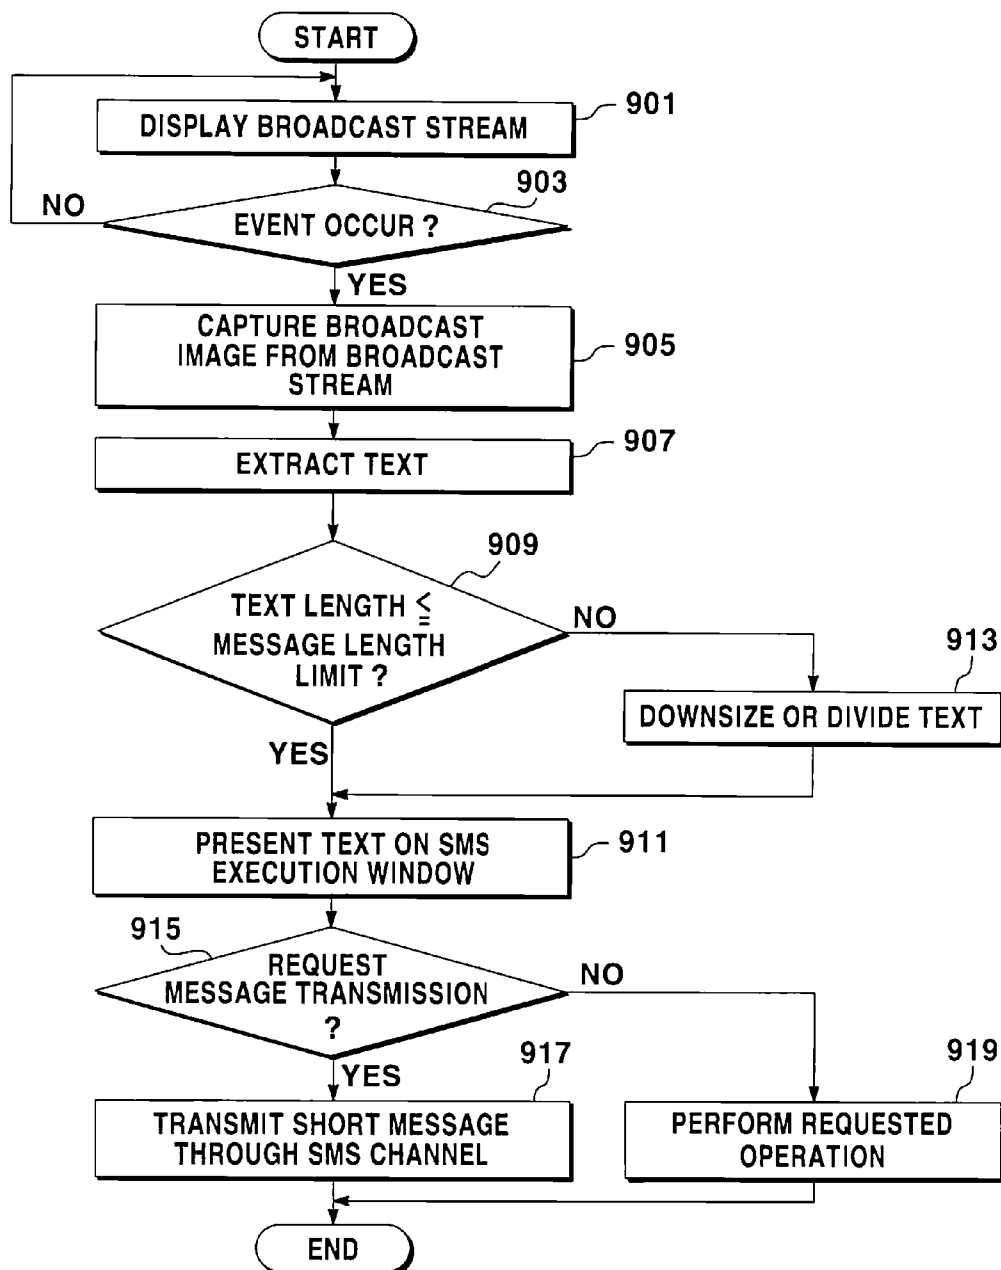 START
901
DISPLAY BROADCAST STREAM
903
NO
EVENT OCCUR ?
YES
CAPTURE BROADCAST
IMAGE FROM BROADCAST
STREAM
905
907
EXTRACT TEXT
909
TEXT LENGTH ≦
MESSAGE LENGTH
LIMIT ?
NO
913
DOWNSIZE OR DIVIDE TEXT
YES
PRESENT TEXT ON SMS
EXECUTION WINDOW
911
915
REQUEST
MESSAGE TRANSMISSION
?
NO
YES
917
919
TRANSMIT SHORT MESSAGE
THROUGH SMS CHANNEL
PERFORM REQUESTED
OPERATION
END